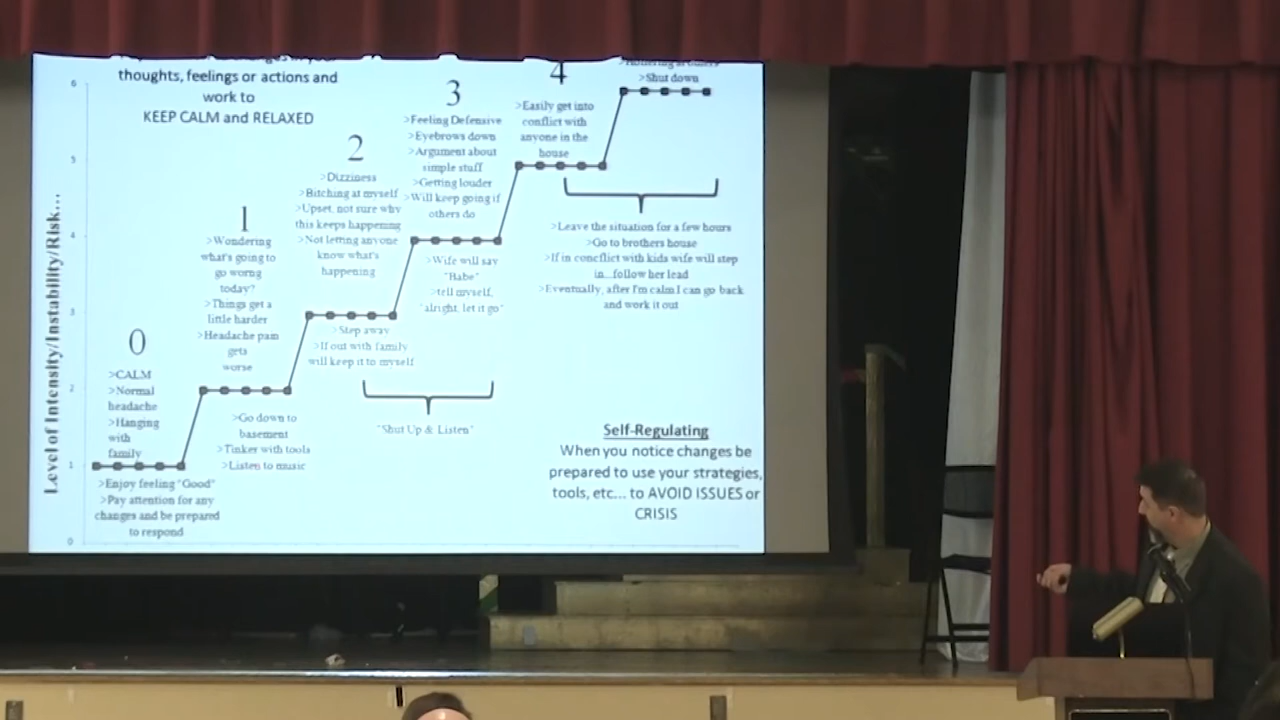 thoughts, feelings or actions and
work to
KEEP CALM and RELAXED
Level of Intensity/Instability/Risk...
6
5
4
3
2
1
0
0
>CALM
>Normal
headache
>Hanging
with
family
>Enjoy feeling "Good"
>Pay attention for any
changes and be prepared
to respond
1
>Wondering
what's going to
go worng
today?
>Things get a
little harder
>Headache pain
gets
worse
>Go down to
basement
>Tinker with tools
>Listen to music
2
>Dizziness
>Bitching at myself
>Upset, not sure why
this keeps happening
>Not letting anyone
know what's
happening
>Step away
>If out with family
will keep it to myself
3
>Feeling Defensive
>Eyebrows down
>Argument about
simple stuff
>Getting louder
>Will keep going if
others do
>Wife will say
"Babe"
>tell myself,
"alright, let it go"
"Shut Up & Listen"
4
>Easily get into
conflict with
anyone in the
house
>Shut down
>Leave the situation for a few hours
>Go to brothers house
>If in concflict with kids wife will step
in...follow her lead
>Eventually, after I'm calm I can go back
and work it out
Self-Regulating
When you notice changes be
prepared to use your strategies,
tools, etc... to AVOID ISSUES or
CRISIS